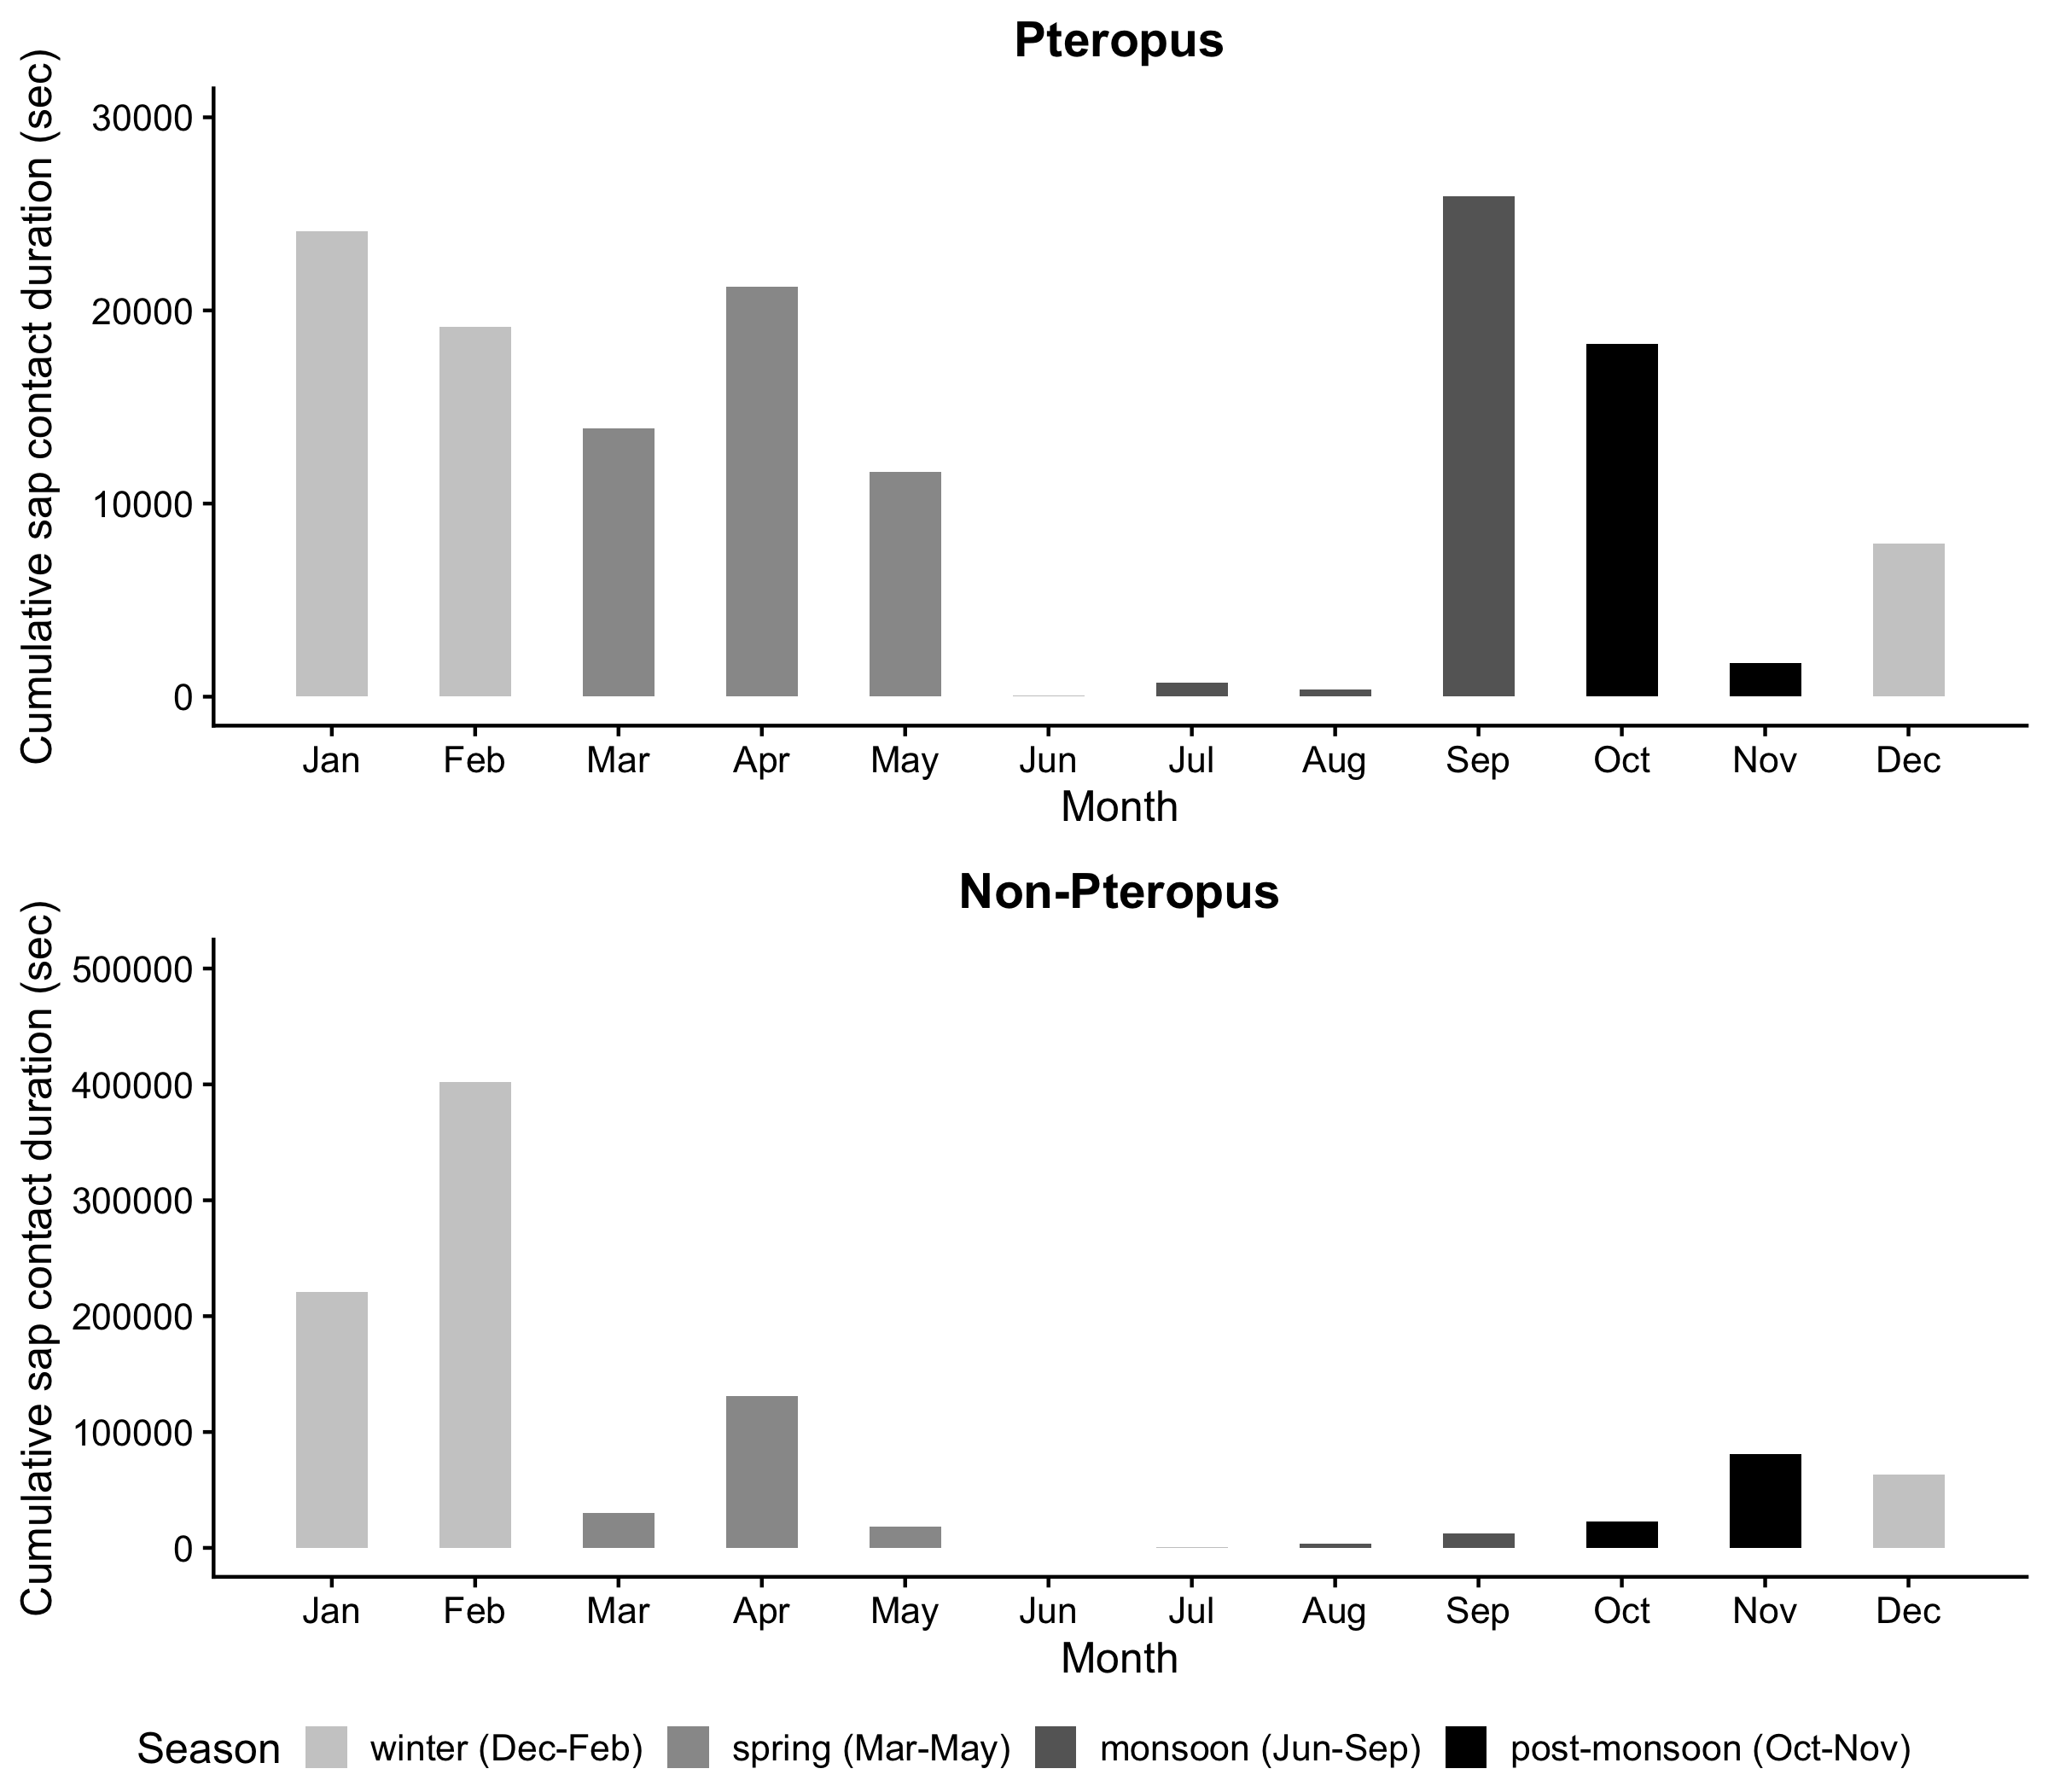 Pteropus
Cumulative sap contact duration (sec)
30000
20000
10000
0
Jan Feb Mar Apr May Jun Jul Aug Sep Oct Nov Dec
Month
Non-Pteropus
Cumulative sap contact duration (sec)
500000
400000
300000
200000
100000
0
Jan Feb Mar Apr May Jun Jul Aug Sep Oct Nov Dec
Month
Season winter (Dec-Feb) spring (Mar-May) monsoon (Jun-Sep) post-monsoon (Oct-Nov)